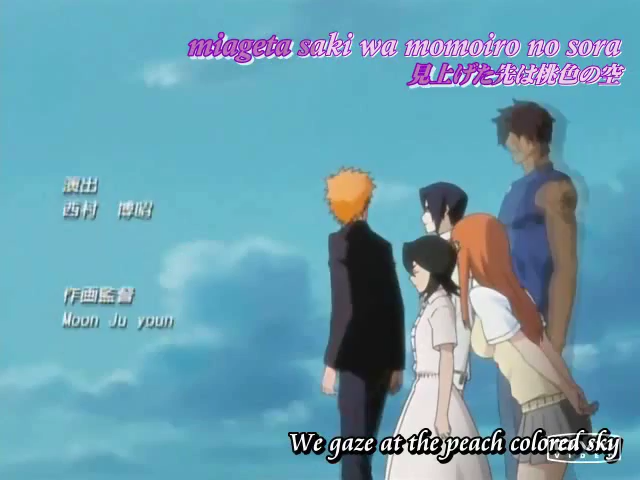 miageta saki wa momoiro no sora
見上げた先は桃色の空
演出
西村 博昭
作画監督
Moon Ju youn
We gaze at the peach colored sky